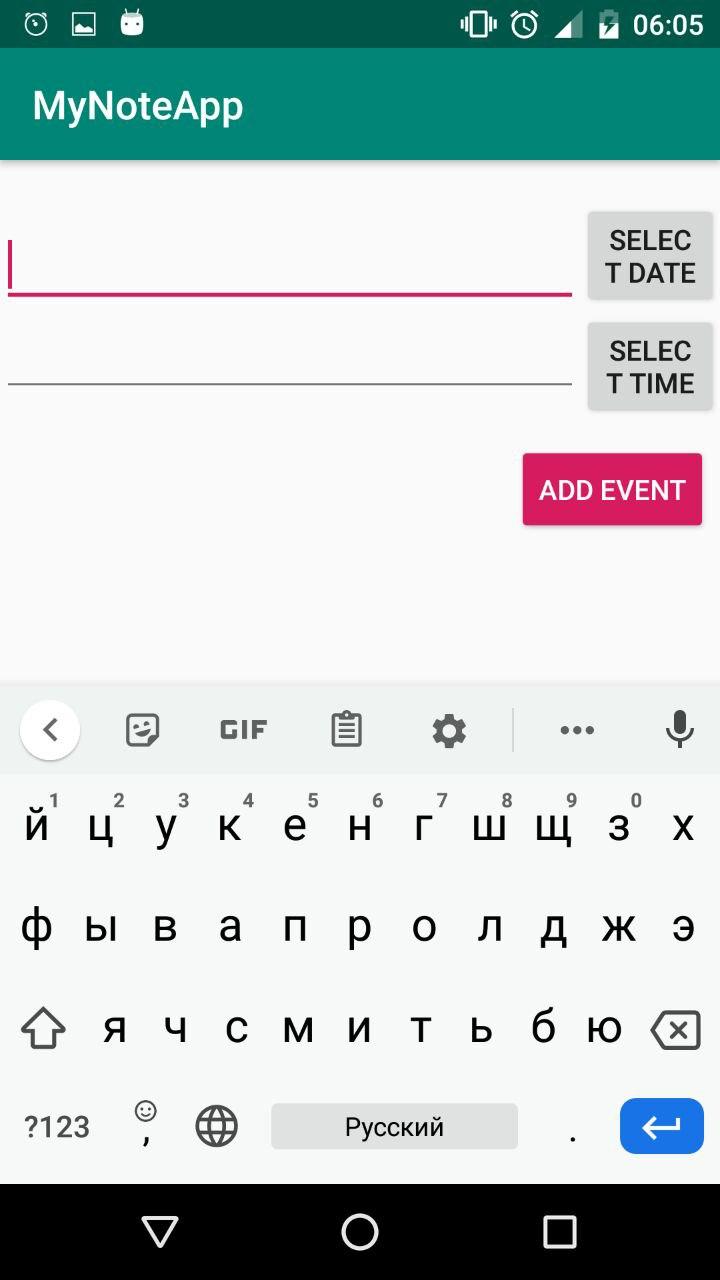 06:05
MyNoteApp
SELEC
T DATE
SELEC
T TIME
ADD EVENT
GIF
1 2 3 4 5 6 7 8 9 0
й ц у к е н г ш щ з х
ф ы в а п р о л д ж э
я ч с м и т ь б ю
?123 , Русский .